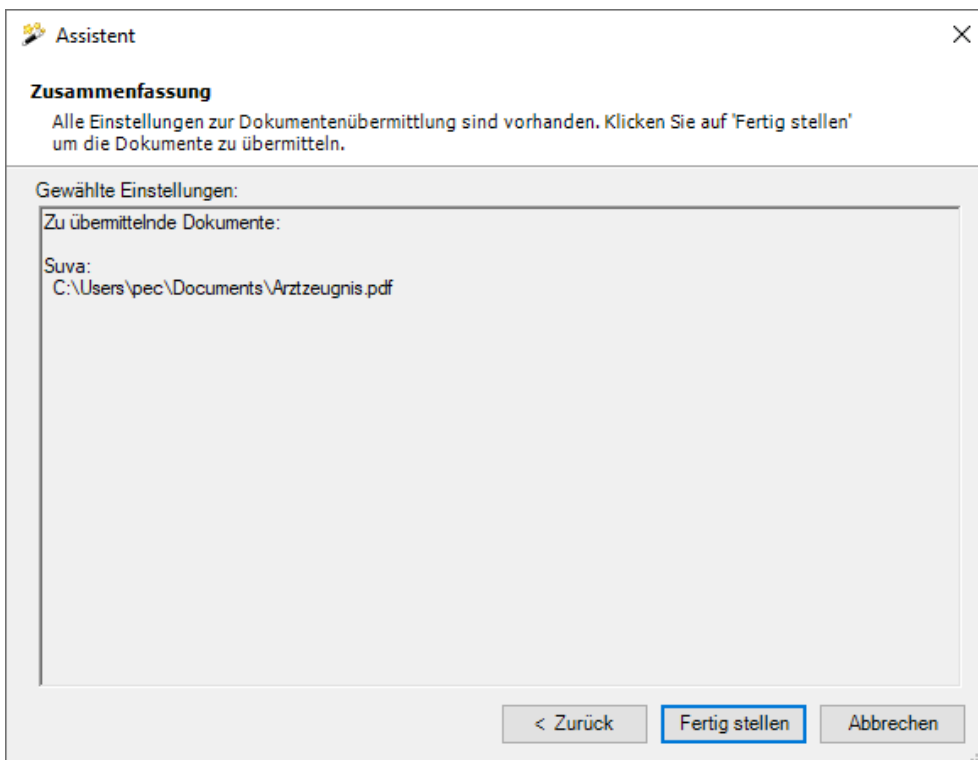 Assistent
Zusammenfassung
Alle Einstellungen zur Dokumentenübermittlung sind vorhanden. Klicken Sie auf 'Fertig stellen'
um die Dokumente zu übermitteln.
Gewählte Einstellungen:
Zu übermittelnde Dokumente:
Suva:
C:\Users\pec\Documents\Arztzeugnis.pdf
< Zurück
Fertig stellen
Abbrechen